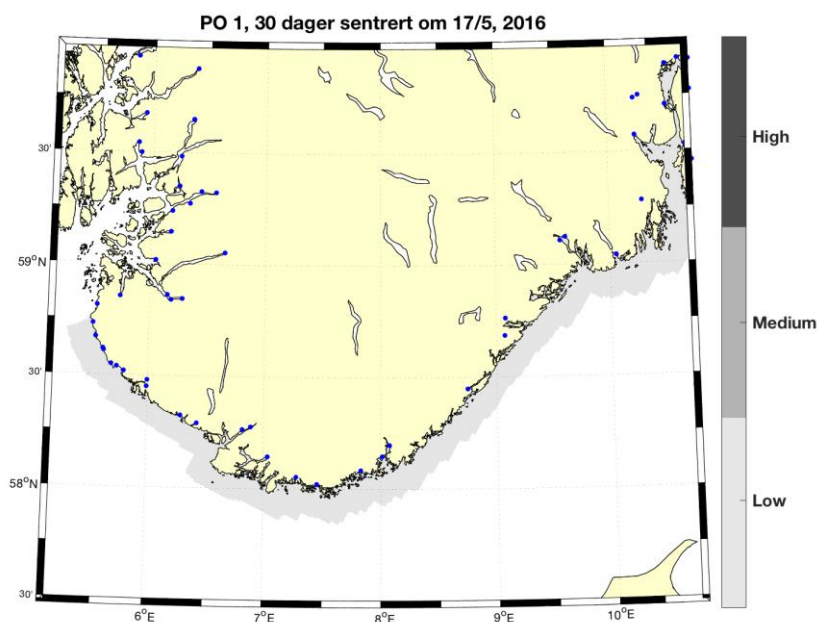 PO 1, 30 dager sentrert om 17/5, 2016
High
30'
59°N
Medium
30'
Low
58°N
30'
6°E
7°E
8°E
9°E
10°E